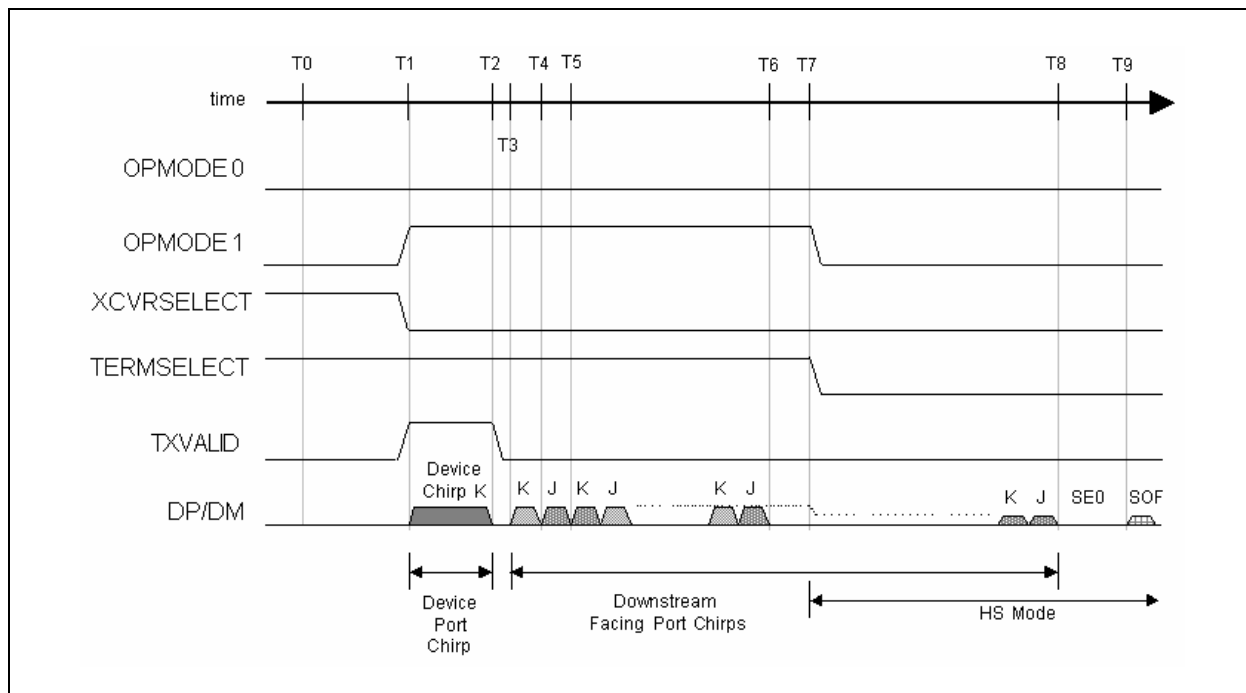 T0 T1 T2 T4 T5 T6 T7 T8 T9
time
T3
OPMODE 0
OPMODE 1
XCVRSELECT
TERMSELECT
TXVALID
Device
Chirp K
K J K J K J K J SE0 SOF
DP/DM
Device
Port
Chirp
Downstream
Facing Port Chirps
HS Mode